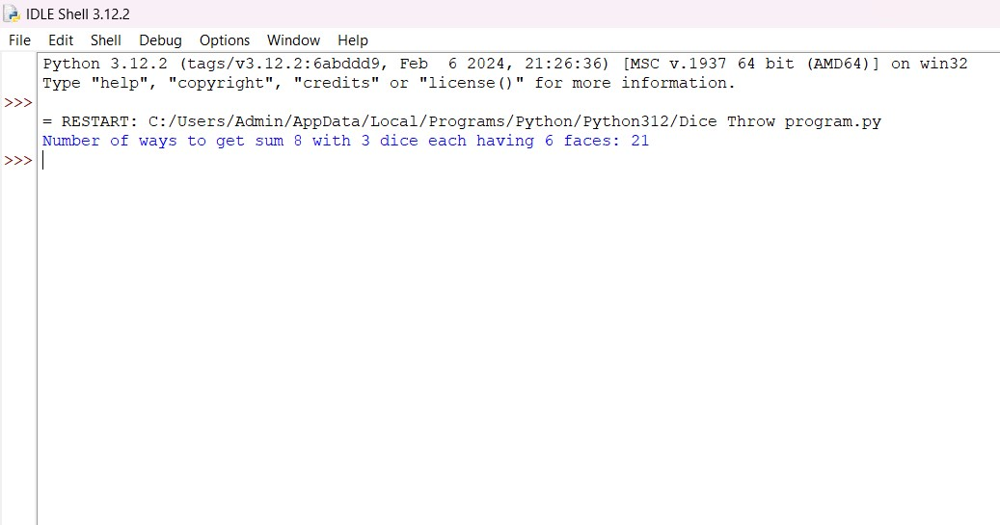 IDLE Shell 3.12.2
File Edit Shell Debug Options Window Help
Python 3.12.2 (tags/v3.12.2:6abddd9, Feb  6 2024, 21:26:36) [MSC v.1937 64 bit (AMD64)] on win32
Type "help", "copyright", "credits" or "license()" for more information.
>>>
= RESTART: C:/Users/Admin/AppData/Local/Programs/Python/Python312/Dice Throw program.py
Number of ways to get sum 8 with 3 dice each having 6 faces: 21
>>>